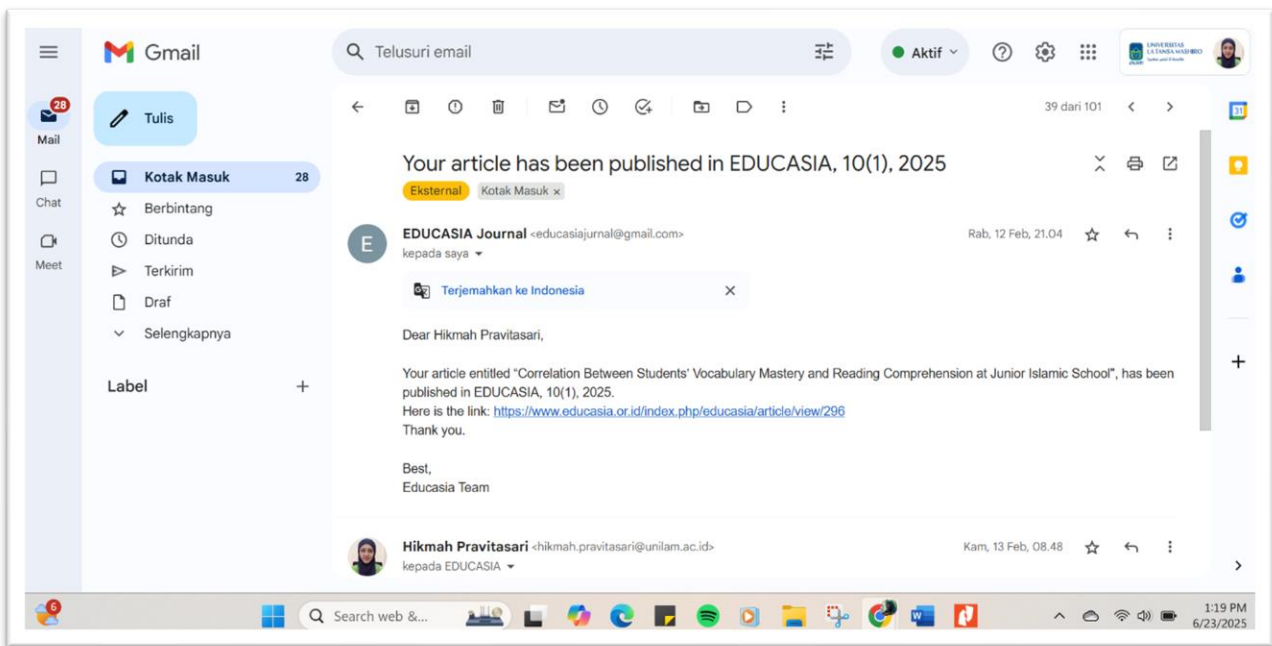 Gmail
Telusuri email
Aktif
UNIVERSITAS
LA TANSA MASHIRO
28
Mail
Chat
Meet
Tulis
Kotak Masuk 28
Berbintang
Ditunda
Terkirim
Draf
Selengkapnya
Label
39 dari 101
31
Your article has been published in EDUCASIA, 10(1), 2025
Eksternal Kotak Masuk ×
E
EDUCASIA Journal <educasiajurnal@gmail.com> Rab, 12 Feb, 21.04
kepada saya
Terjemahkan ke Indonesia
Dear Hikmah Pravitasari,
Your article entitled “Correlation Between Students’ Vocabulary Mastery and Reading Comprehension at Junior Islamic School”, has been
published in EDUCASIA, 10(1), 2025.
Here is the link: https://www.educasia.or.id/index.php/educasia/article/view/296
Thank you.
Best,
Educasia Team
Hikmah Pravitasari <hikmah.pravitasari@unilam.ac.id> Kam, 13 Feb, 08.48
kepada EDUCASIA
6
Search web &...
1:19 PM
6/23/2025